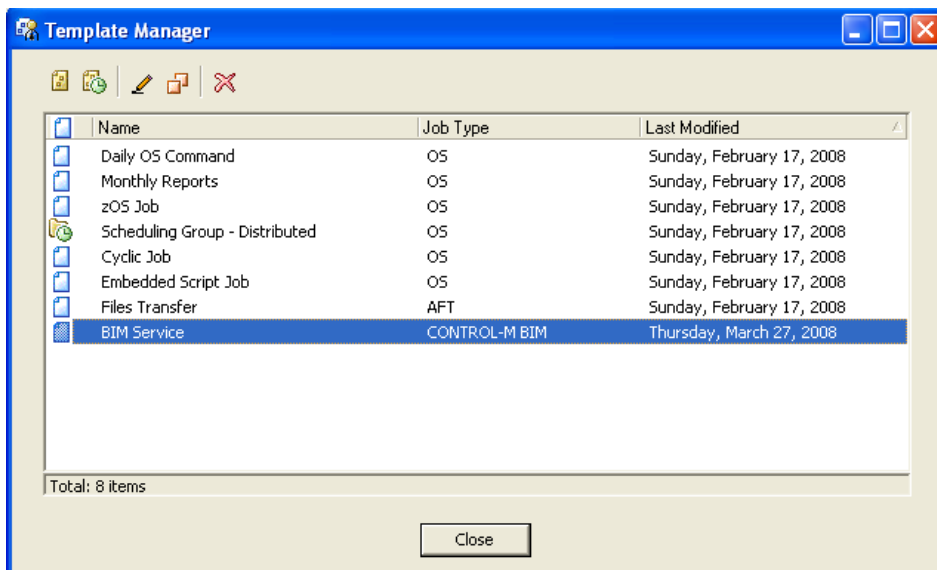 Template Manager
Name Job Type Last Modified
Daily OS Command OS Sunday, February 17, 2008
Monthly Reports OS Sunday, February 17, 2008
zOS Job OS Sunday, February 17, 2008
Scheduling Group - Distributed OS Sunday, February 17, 2008
Cyclic Job OS Sunday, February 17, 2008
Embedded Script Job OS Sunday, February 17, 2008
Files Transfer AFT Sunday, February 17, 2008
BIM Service CONTROL-M BIM Thursday, March 27, 2008
Total: 8 items
Close